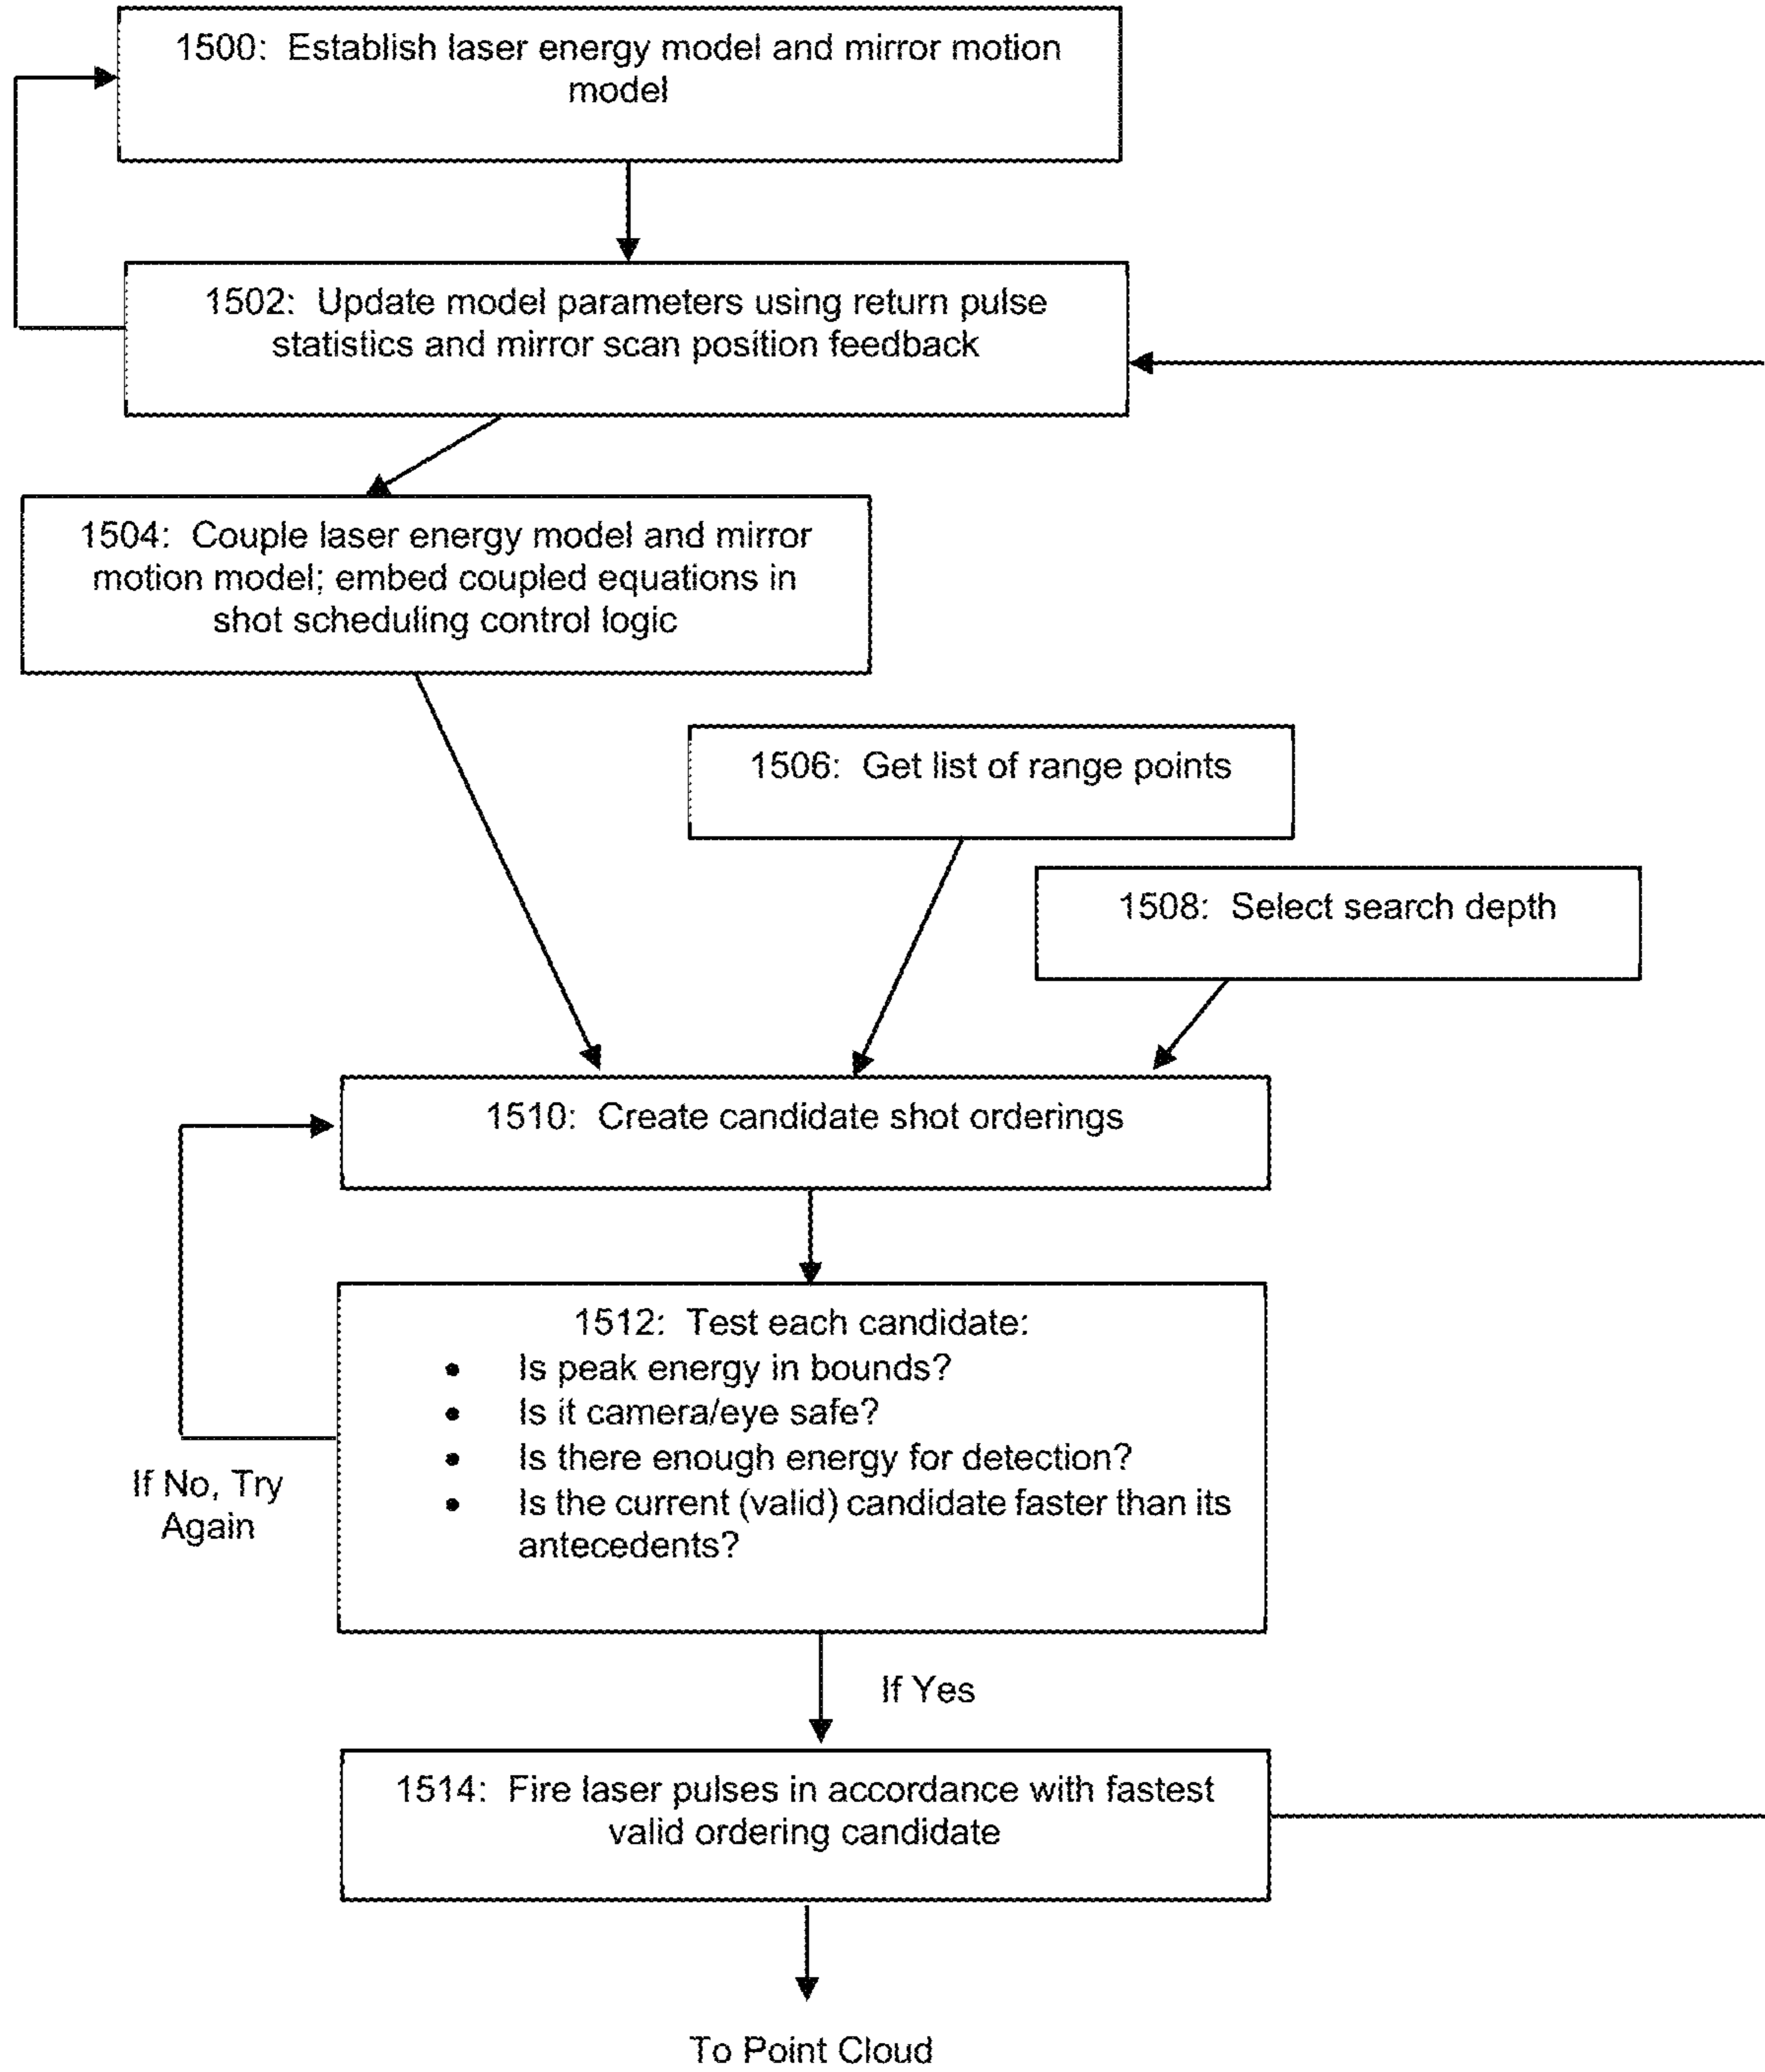 1500: Establish laser energy model and mirror motion
model
1502: Update model parameters using return pulse
statistics and mirror scan position feedback
1504: Couple laser energy model and mirror
motion model; embed coupled equations in
shot scheduling control logic
1506: Get list of range points
1508: Select search depth
1510: Create candidate shot orderings
1512: Test each candidate:
• Is peak energy in bounds?
• Is it camera/eye safe?
• Is there enough energy for detection?
• Is the current (valid) candidate faster than its
antecedents?
If No, Try
Again
If Yes
1514: Fire laser pulses in accordance with fastest
valid ordering candidate
To Point Cloud